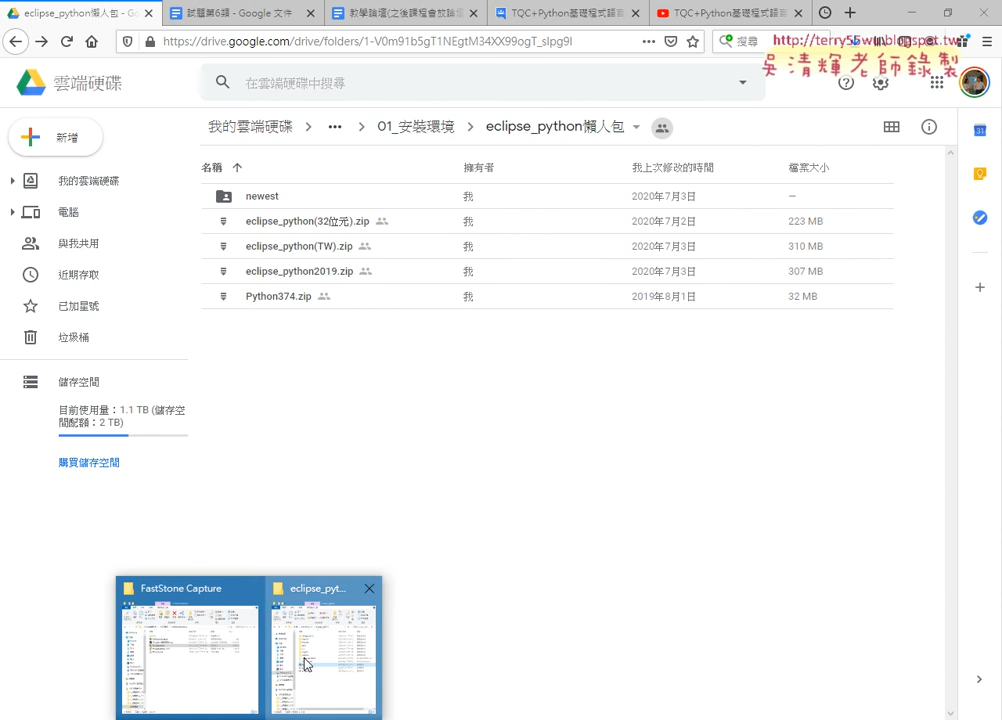 eclipse_python懶人包 - Go
試題第6類 - Google 文件
教學論壇(之後課程會放論壇
TQC+Python基礎程式語言
TQC+Python基礎程式語言
https://drive.google.com/drive/folders/1-V0m91b5gT1NEgtM34XX99ogT_sIpg9I
搜尋
http://terry55wu.blogspot.tw
吳清輝老師錄製
雲端硬碟
在雲端硬碟中搜尋
新增
我的雲端硬碟
電腦
與我共用
近期存取
已加星號
垃圾桶
儲存空間
目前使用量：1.1 TB (儲存空
間配額：2 TB)
購買儲存空間
我的雲端硬碟 > ••• > 01_安裝環境 > eclipse_python懶人包
名稱 擁有者 我上次修改的時間 檔案大小
newest 我 2020年7月3日 —
eclipse_python(32位元).zip 我 2020年7月2日 223 MB
eclipse_python(TW).zip 我 2020年7月3日 310 MB
eclipse_python2019.zip 我 2020年7月3日 307 MB
Python374.zip 我 2019年8月1日 32 MB
31
FastStone Capture
eclipse_pyt...